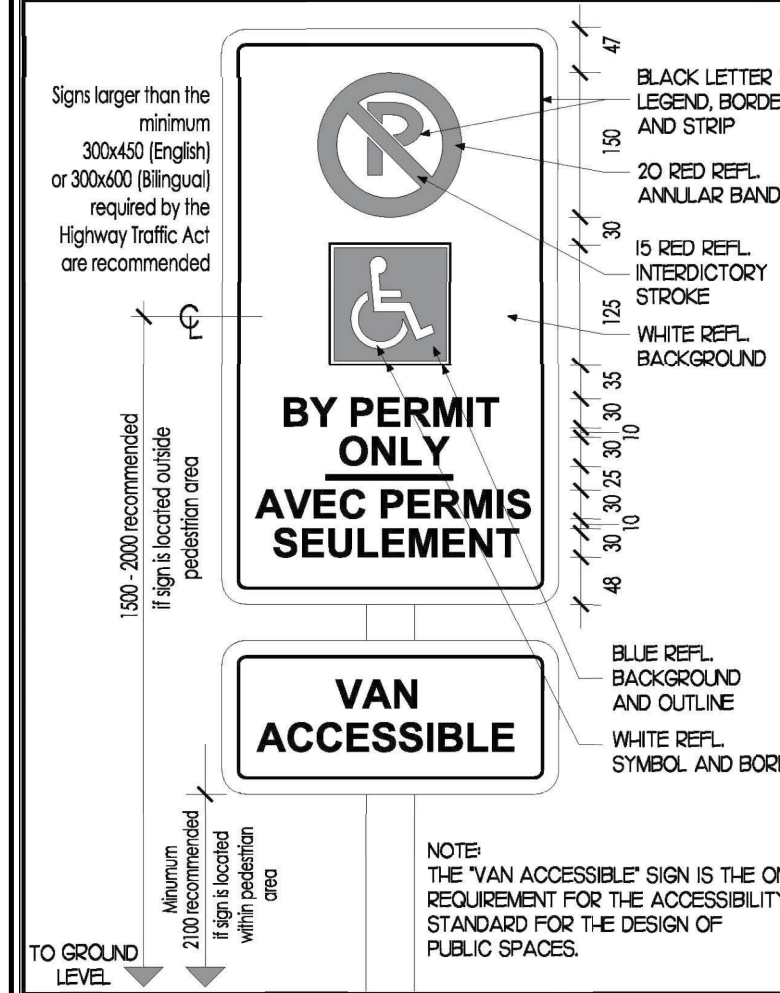 Signs larger than the
minimum
300x450 (English)
or 300x600 (Bilingual)
required by the
Highway Traffic Act
are recommended
47
150
30
125
35
30
10
30
25
30
10
30
48
BLACK LETTER
LEGEND, BORDE
AND STRIP
20 RED REFL.
ANNULAR BAND
15 RED REFL.
INTERDICTORY
STROKE
WHITE REFL.
BACKGROUND
P
CL
BY PERMIT
ONLY
AVEC PERMIS
SEULEMENT
1500 - 2000 recommended
if sign is located outside
pedestrian area
BLUE REFL.
BACKGROUND
AND OUTLINE
WHITE REFL.
SYMBOL AND BOR
VAN
ACCESSIBLE
Minumum
2100 recommended
if sign is located
within pedestrian
area
NOTE:
THE "VAN ACCESSIBLE" SIGN IS THE ON
REQUIREMENT FOR THE ACCESSIBILITY
STANDARD FOR THE DESIGN OF
PUBLIC SPACES.
TO GROUND
LEVEL